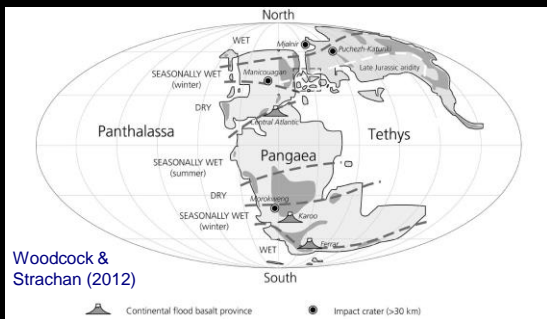 North
WET
Mjølnir
Puchezh-Katunki
SEASONALLY WET
(winter)
Manicouagan
Late Jurassic aridity
DRY
Central Atlantic
Panthalassa
Tethys
SEASONALLY WET
(summer)
Pangaea
DRY
Morokweng
SEASONALLY WET
(winter)
Karoo
WET
Ferrar
Woodcock &
Strachan (2012)
South
Continental flood basalt province
Impact crater (>30 km)